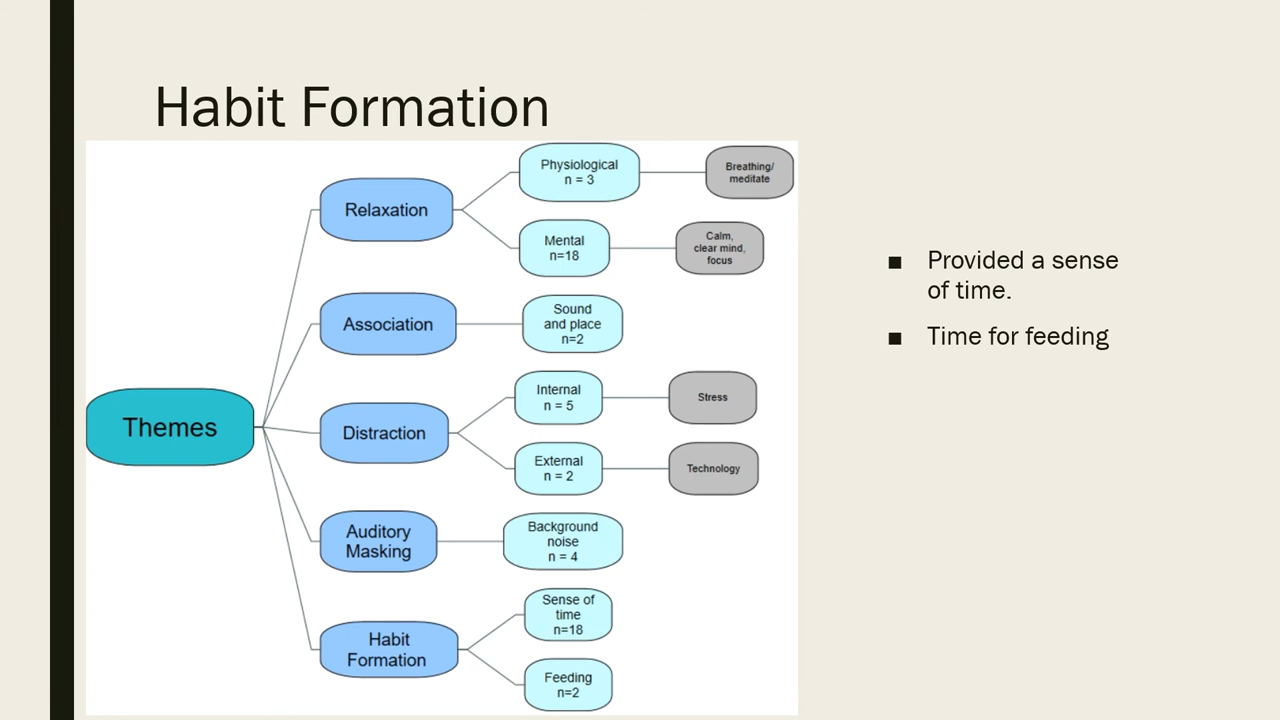 Habit Formation
Themes
Relaxation
Physiological
n = 3
Breathing/
meditate
Mental
n=18
Calm,
clear mind,
focus
Association
Sound
and place
n=2
Distraction
Internal
n = 5
Stress
External
n = 2
Technology
Auditory
Masking
Background
noise
n = 4
Habit
Formation
Sense of
time
n=18
Feeding
n=2
■ Provided a sense
of time.
■ Time for feeding